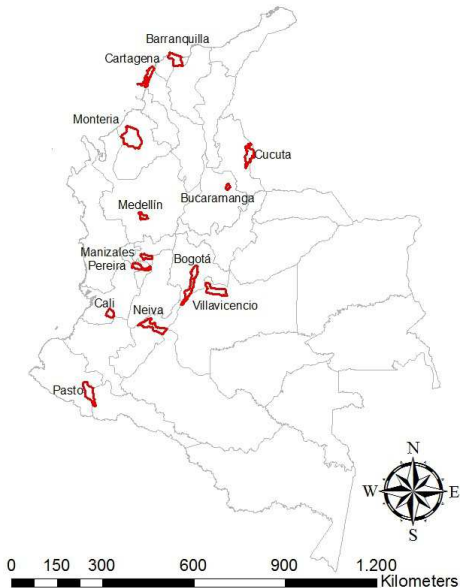 Barranquilla
Cartagena
Monteria
Cucuta
Bucaramanga
Medellín
Manizales
Pereira
Bogotá
Cali
Neiva
Villavicencio
Pasto
N
W E
S
0 150 300 600 900 1.200
Kilometers